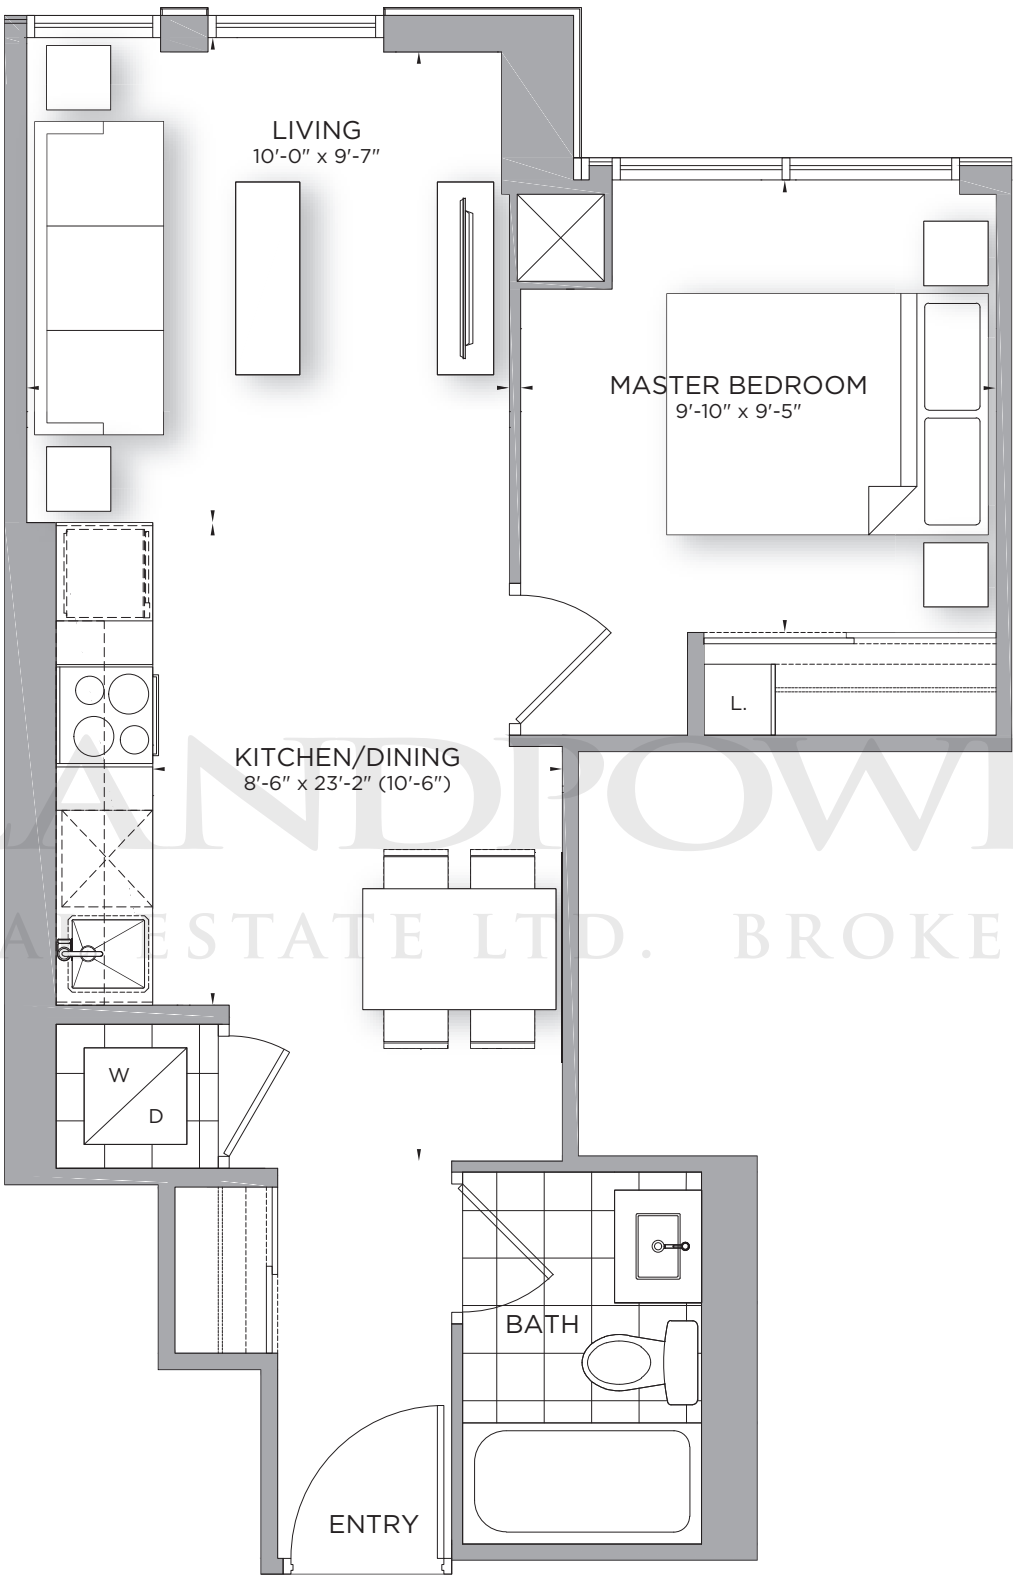 LIVING
10'-0" x 9'-7"
MASTER BEDROOM
9'-10" x 9'-5"
L.
KITCHEN/DINING
8'-6" x 23'-2" (10'-6")
ANDPOW
ESTATE LTD. BROKE
W
D
BATH
ENTRY